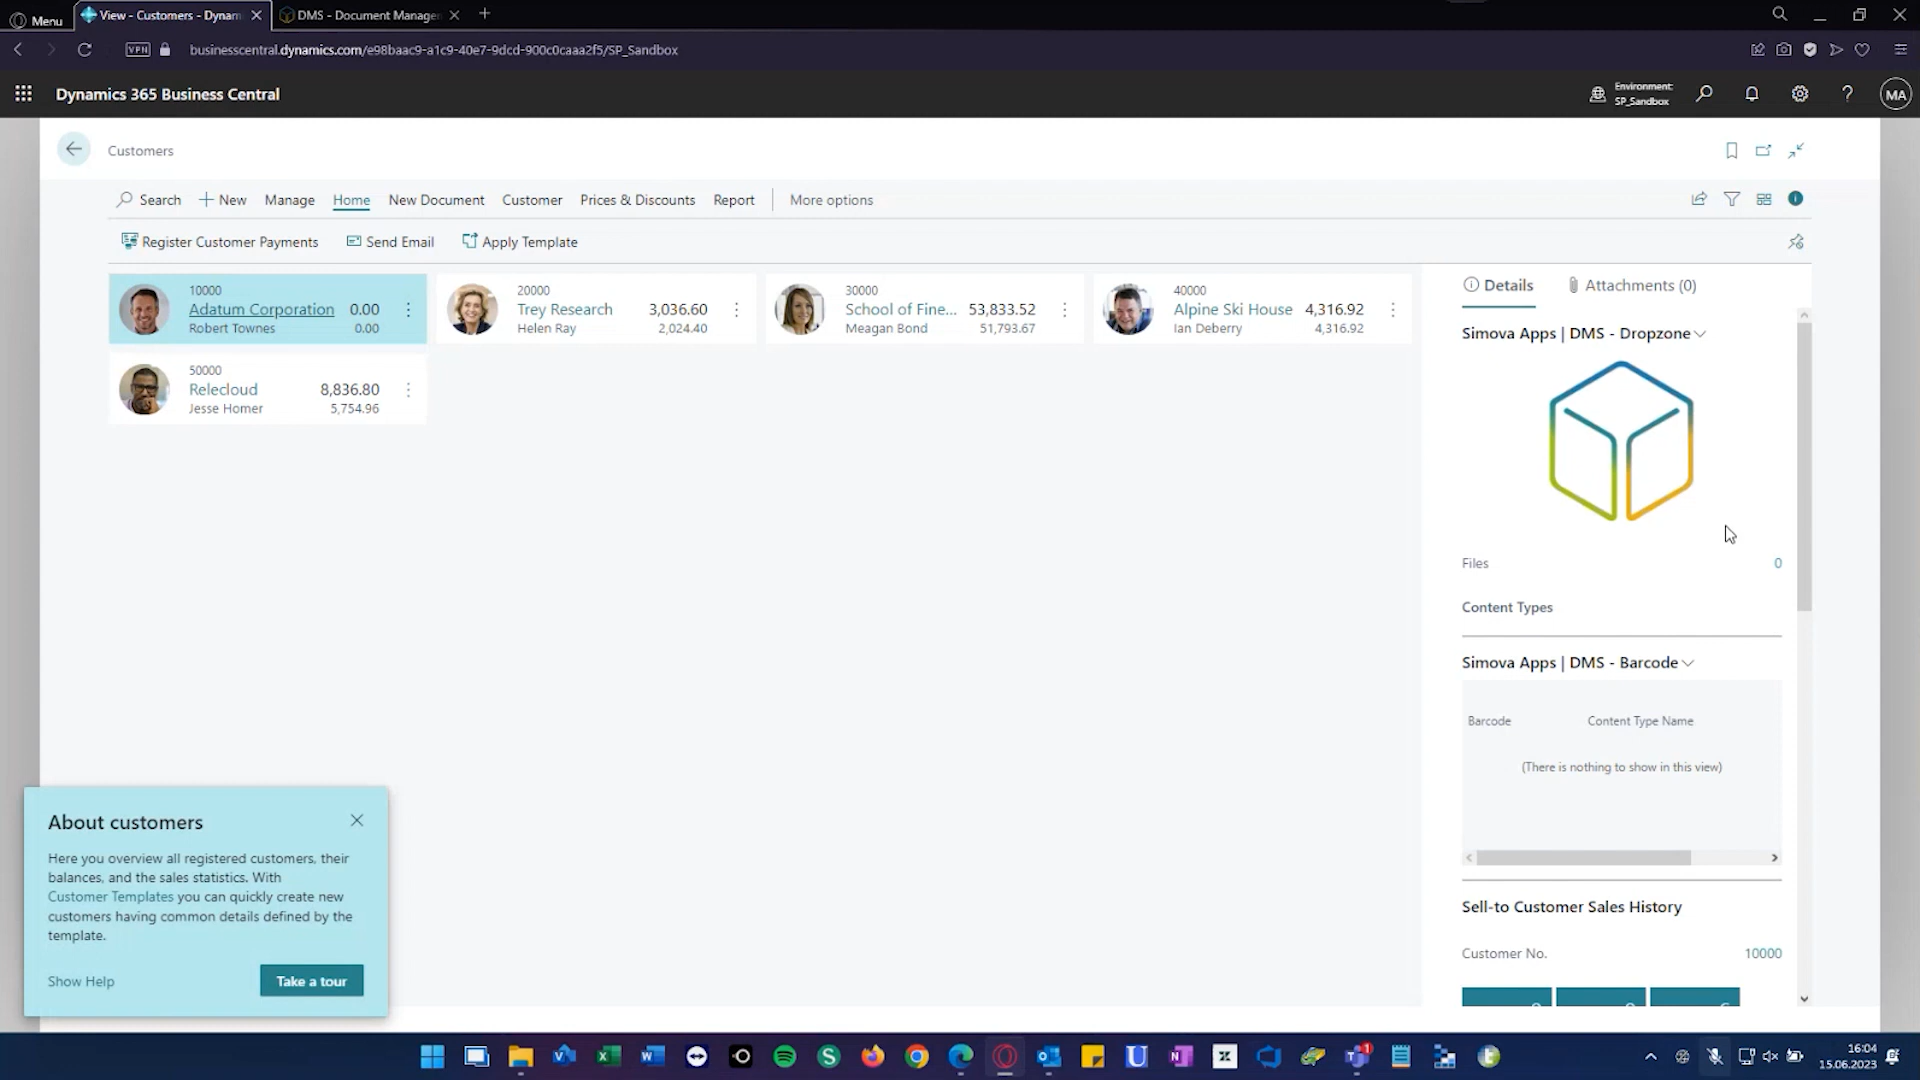 Menu
View - Customers - Dynam
DMS - Document Manage
VPN
businesscentral.dynamics.com/e98baac9-a1c9-40e7-9dcd-900c0caaa2f5/SP_Sandbox
Dynamics 365 Business Central
Environment:
SP_Sandbox
MA
Customers
Search
New
Manage
Home
New Document
Customer
Prices & Discounts
Report
More options
Register Customer Payments
Send Email
Apply Template
10000
Adatum Corporation 0.00
Robert Townes 0.00
20000
Trey Research 3,036.60
Helen Ray 2,024.40
30000
School of Fine... 53,833.52
Meagan Bond 51,793.67
40000
Alpine Ski House 4,316.92
Ian Deberry 4,316.92
50000
Relecloud 8,836.80
Jesse Homer 5,754.96
Details
Attachments (0)
Simova Apps | DMS - Dropzone
Files 0
Content Types
Simova Apps | DMS - Barcode
Barcode Content Type Name
(There is nothing to show in this view)
Sell-to Customer Sales History
Customer No. 10000
About customers
Here you overview all registered customers, their
balances, and the sales statistics. With
Customer Templates you can quickly create new
customers having common details defined by the
template.
Show Help
Take a tour
16:04
15.06.2023